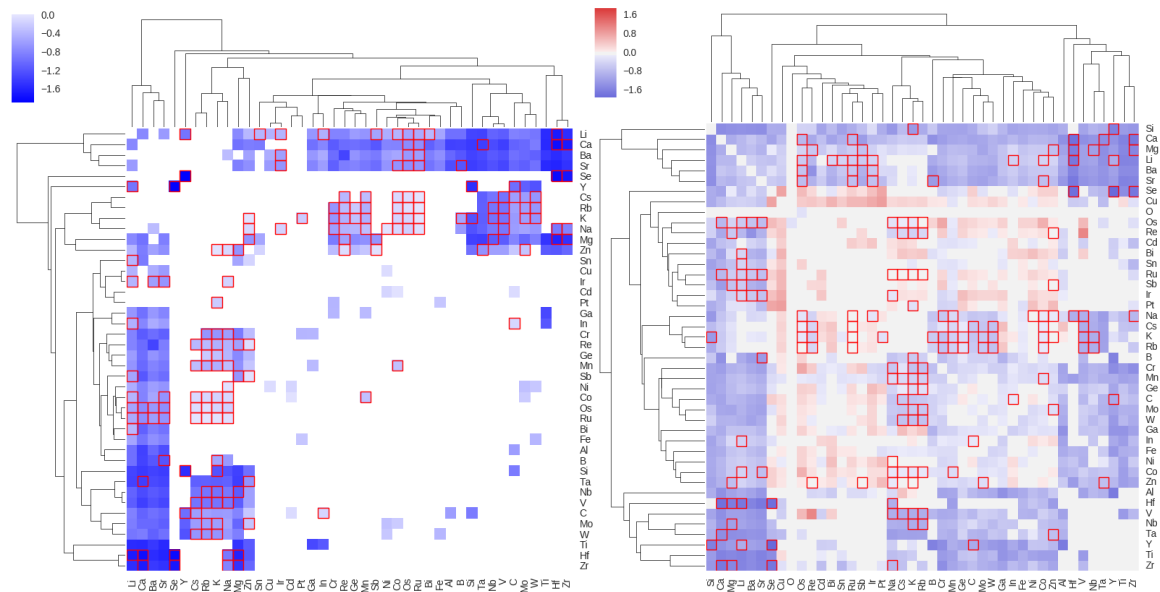 0.0
−0.4
−0.8
−1.2
−1.6
Li
Ca
Ba
Sr
Se
Y
Cs
Rb
K
Na
Mg
Zn
Sn
Cu
Ir
Cd
Pt
Ga
In
Cr
Re
Ge
Mn
Sb
Ni
Co
Os
Ru
Bi
Fe
Al
B
Si
Ta
Nb
V
C
Mo
W
Ti
Hf
Zr
Li Ca Ba Sr Se Y Cs Rb K Na Mg Zn Sn Cu Ir Cd Pt Ga In Cr Re Ge Mn Sb Ni Co Os Ru Bi Fe Al B Si Ta Nb V C Mo W Ti Hf Zr
1.6
0.8
0.0
−0.8
−1.6
Si
Ca
Mg
Li
Ba
Sr
Se
Cu
O
Os
Re
Cd
Bi
Sn
Ru
Sb
Ir
Pt
Na
Cs
K
Rb
B
Cr
Mn
Ge
C
Mo
W
Ga
In
Fe
Ni
Co
Zn
Al
Hf
V
Nb
Ta
Y
Ti
Zr
Si Ca Mg Li Ba Sr Se Cu O Os Re Cd Bi Sn Ru Sb Ir Pt Na Cs K Rb B Cr Mn Ge C Mo W Ga In Fe Ni Co Zn Al Hf V Nb Ta Y Ti Zr